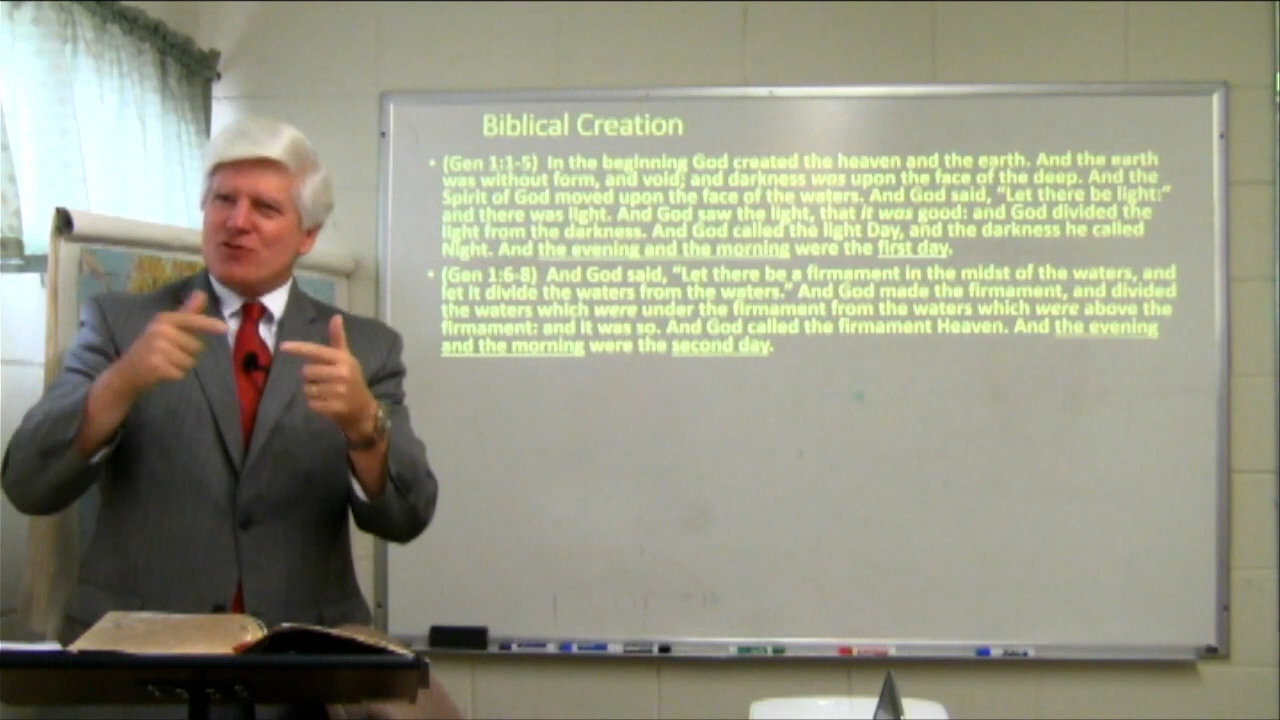 Biblical Creation
• (Gen 1:1-5) In the beginning God created the heaven and the earth. And the earth
was without form, and void; and darkness was upon the face of the deep. And the
Spirit of God moved upon the face of the waters. And God said, “Let there be light:”
and there was light. And God saw the light, that it was good: and God divided the
light from the darkness. And God called the light Day, and the darkness he called
Night. And the evening and the morning were the first day.
• (Gen 1:6-8) And God said, “Let there be a firmament in the midst of the waters, and
let it divide the waters from the waters.” And God made the firmament, and divided
the waters which were under the firmament from the waters which were above the
firmament: and it was so. And God called the firmament Heaven. And the evening
and the morning were the second day.